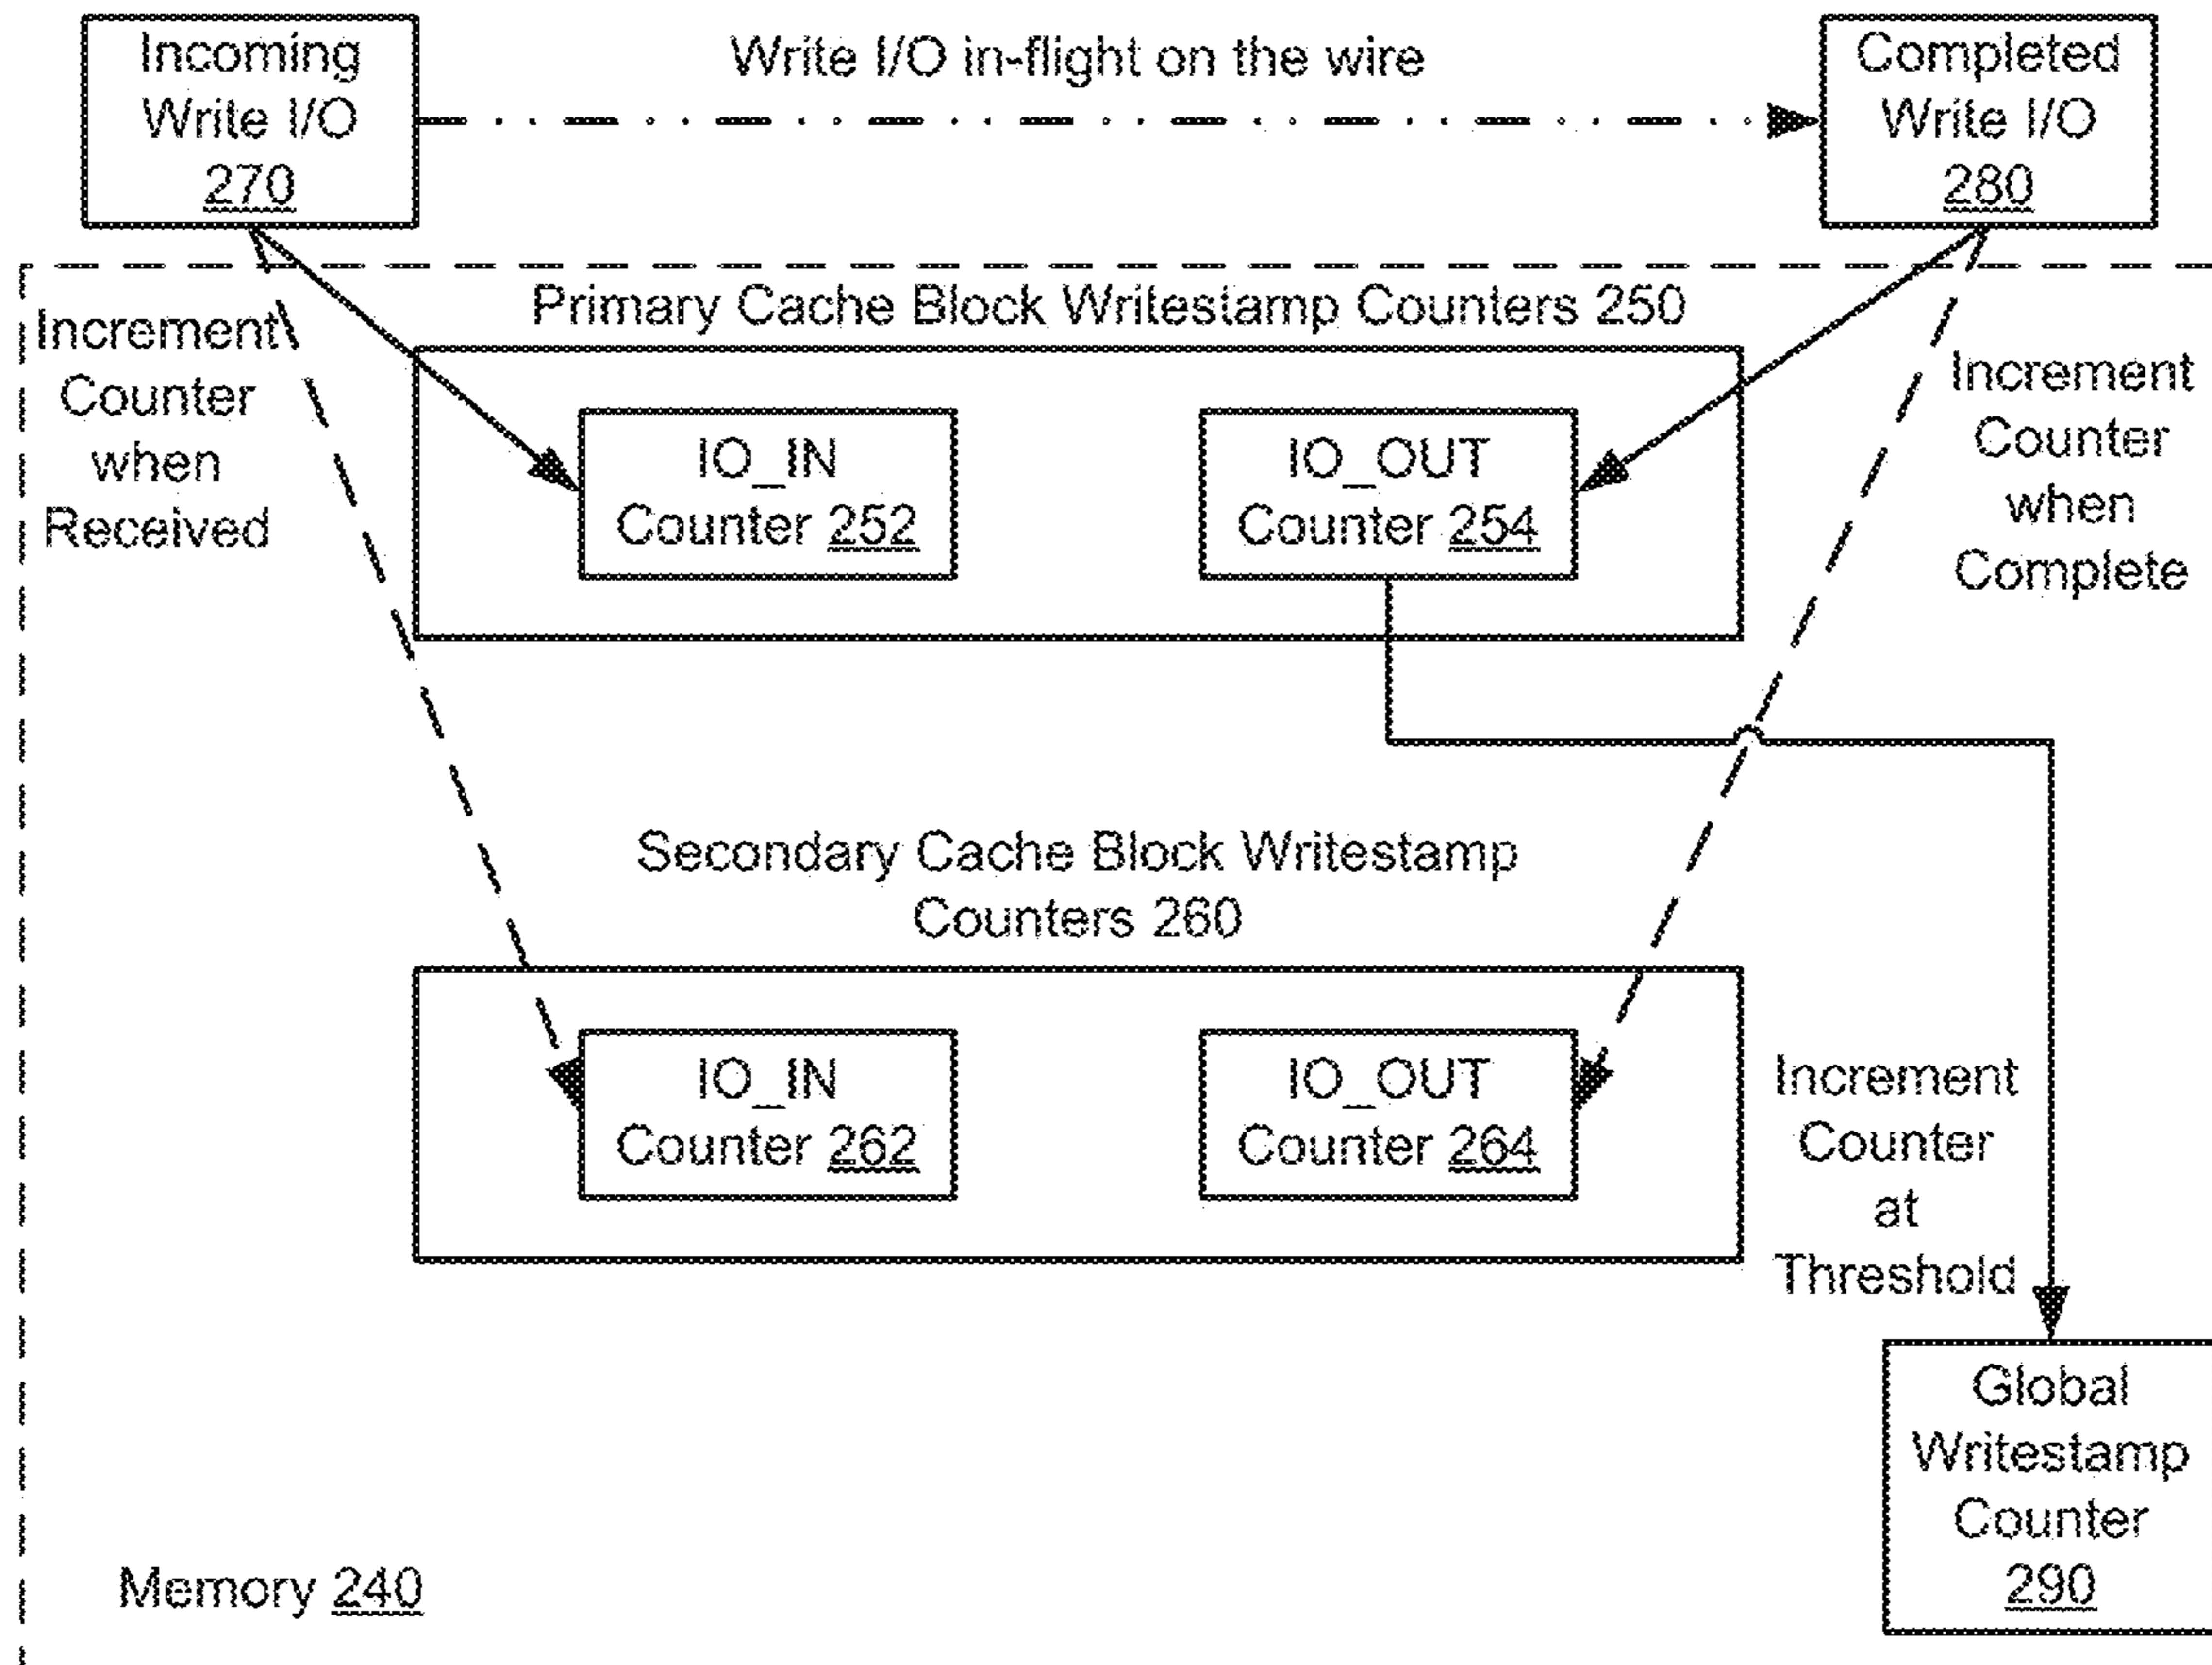 Incoming
Write I/O
270
Write I/O in-flight on the wire
Completed
Write I/O
280
Primary Cache Block Writestamp Counters 250
Increment
Counter
when
Received
IO_IN
Counter 252
IO_OUT
Counter 254
Increment
Counter
when
Complete
Secondary Cache Block Writestamp
Counters 260
IO_IN
Counter 262
IO_OUT
Counter 264
Increment
Counter
at
Threshold
Global
Writestamp
Counter
290
Memory 240